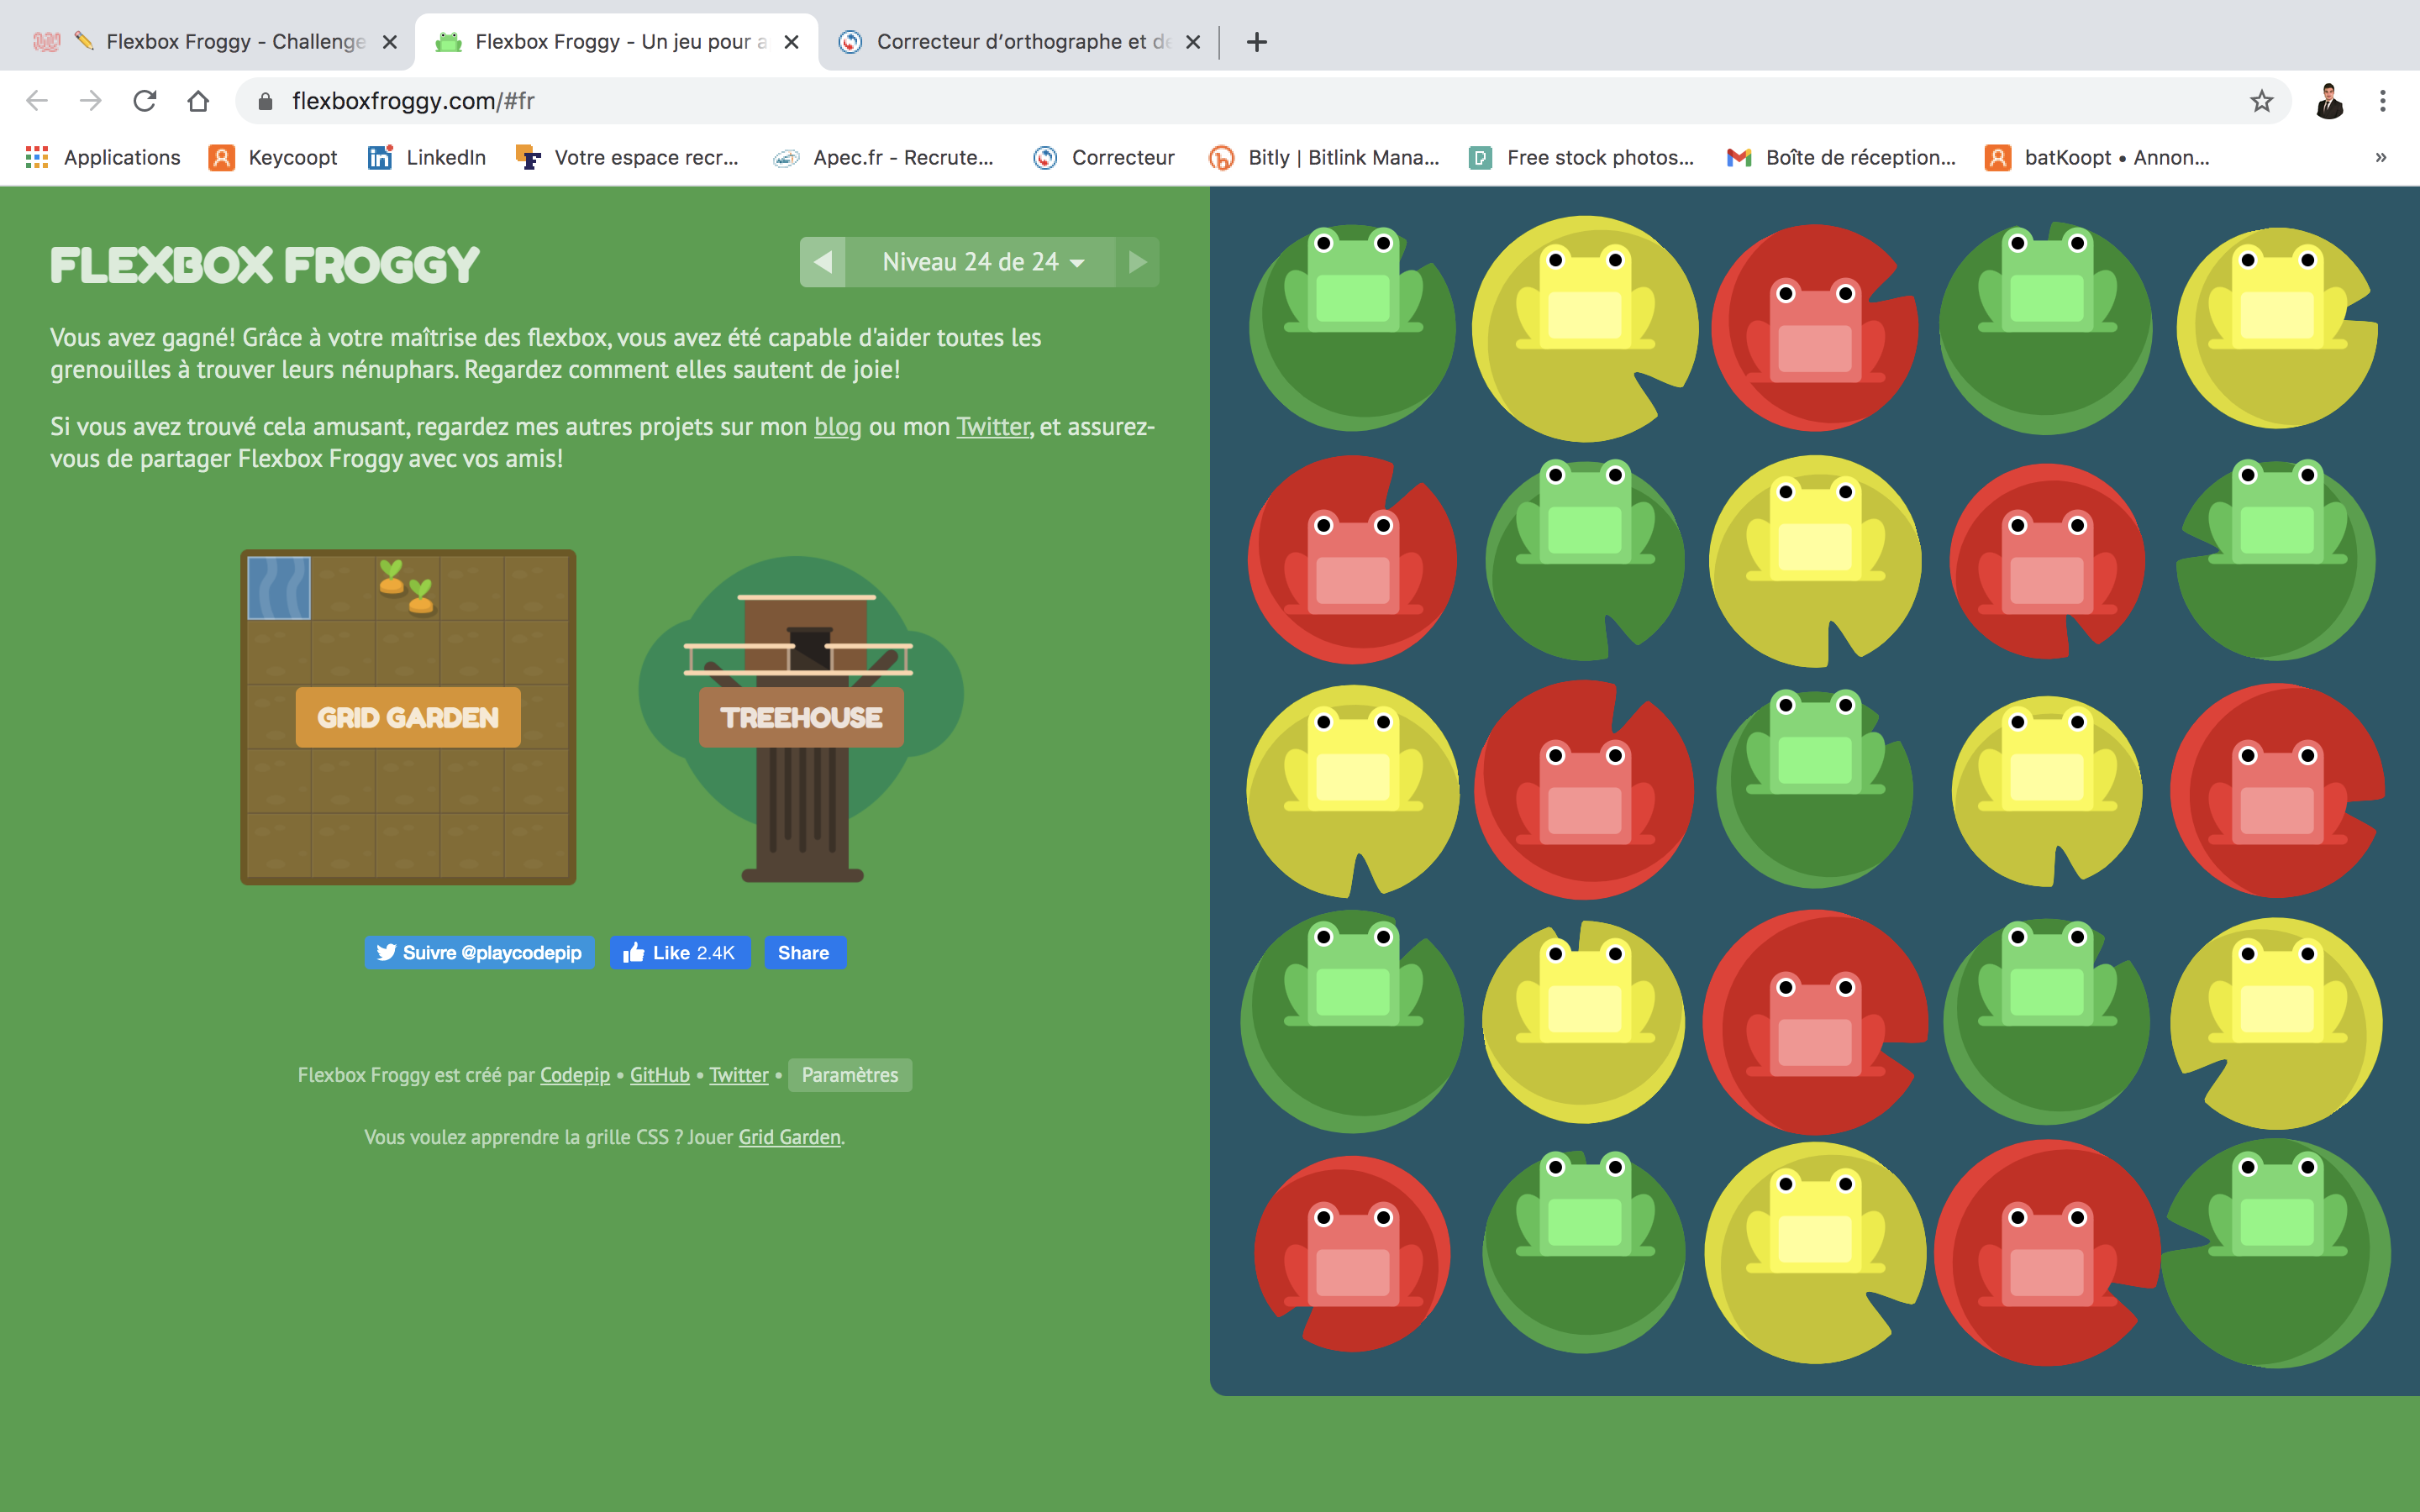 Flexbox Froggy - Challenge
Flexbox Froggy - Un jeu pour a
Correcteur d'orthographe et de
flexboxfroggy.com/#fr
Applications
Keycoopt
LinkedIn
Votre espace recr...
Apec.fr - Recrute...
Correcteur
Bitly | Bitlink Mana...
Free stock photos...
Boîte de réception...
batKoopt • Annon...
»
FLEXBOX FROGGY
Niveau 24 de 24
Vous avez gagné! Grâce à votre maîtrise des flexbox, vous avez été capable d'aider toutes les
grenouilles à trouver leurs nénuphars. Regardez comment elles sautent de joie!
Si vous avez trouvé cela amusant, regardez mes autres projets sur mon blog ou mon Twitter, et assurez-
vous de partager Flexbox Froggy avec vos amis!
GRID GARDEN
TREEHOUSE
Suivre @playcodepip
Like 2.4K
Share
Flexbox Froggy est créé par Codepip • GitHub • Twitter • Paramètres
Vous voulez apprendre la grille CSS ? Jouer Grid Garden.